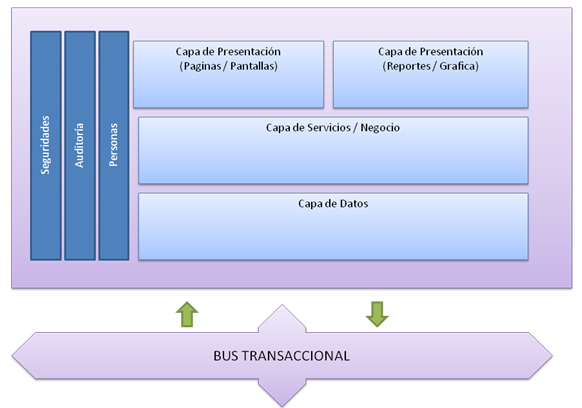 Seguridades
Auditoria
Personas
Capa de Presentación
(Paginas / Pantallas)
Capa de Presentación
(Reportes / Grafica)
Capa de Servicios / Negocio
Capa de Datos
BUS TRANSACCIONAL